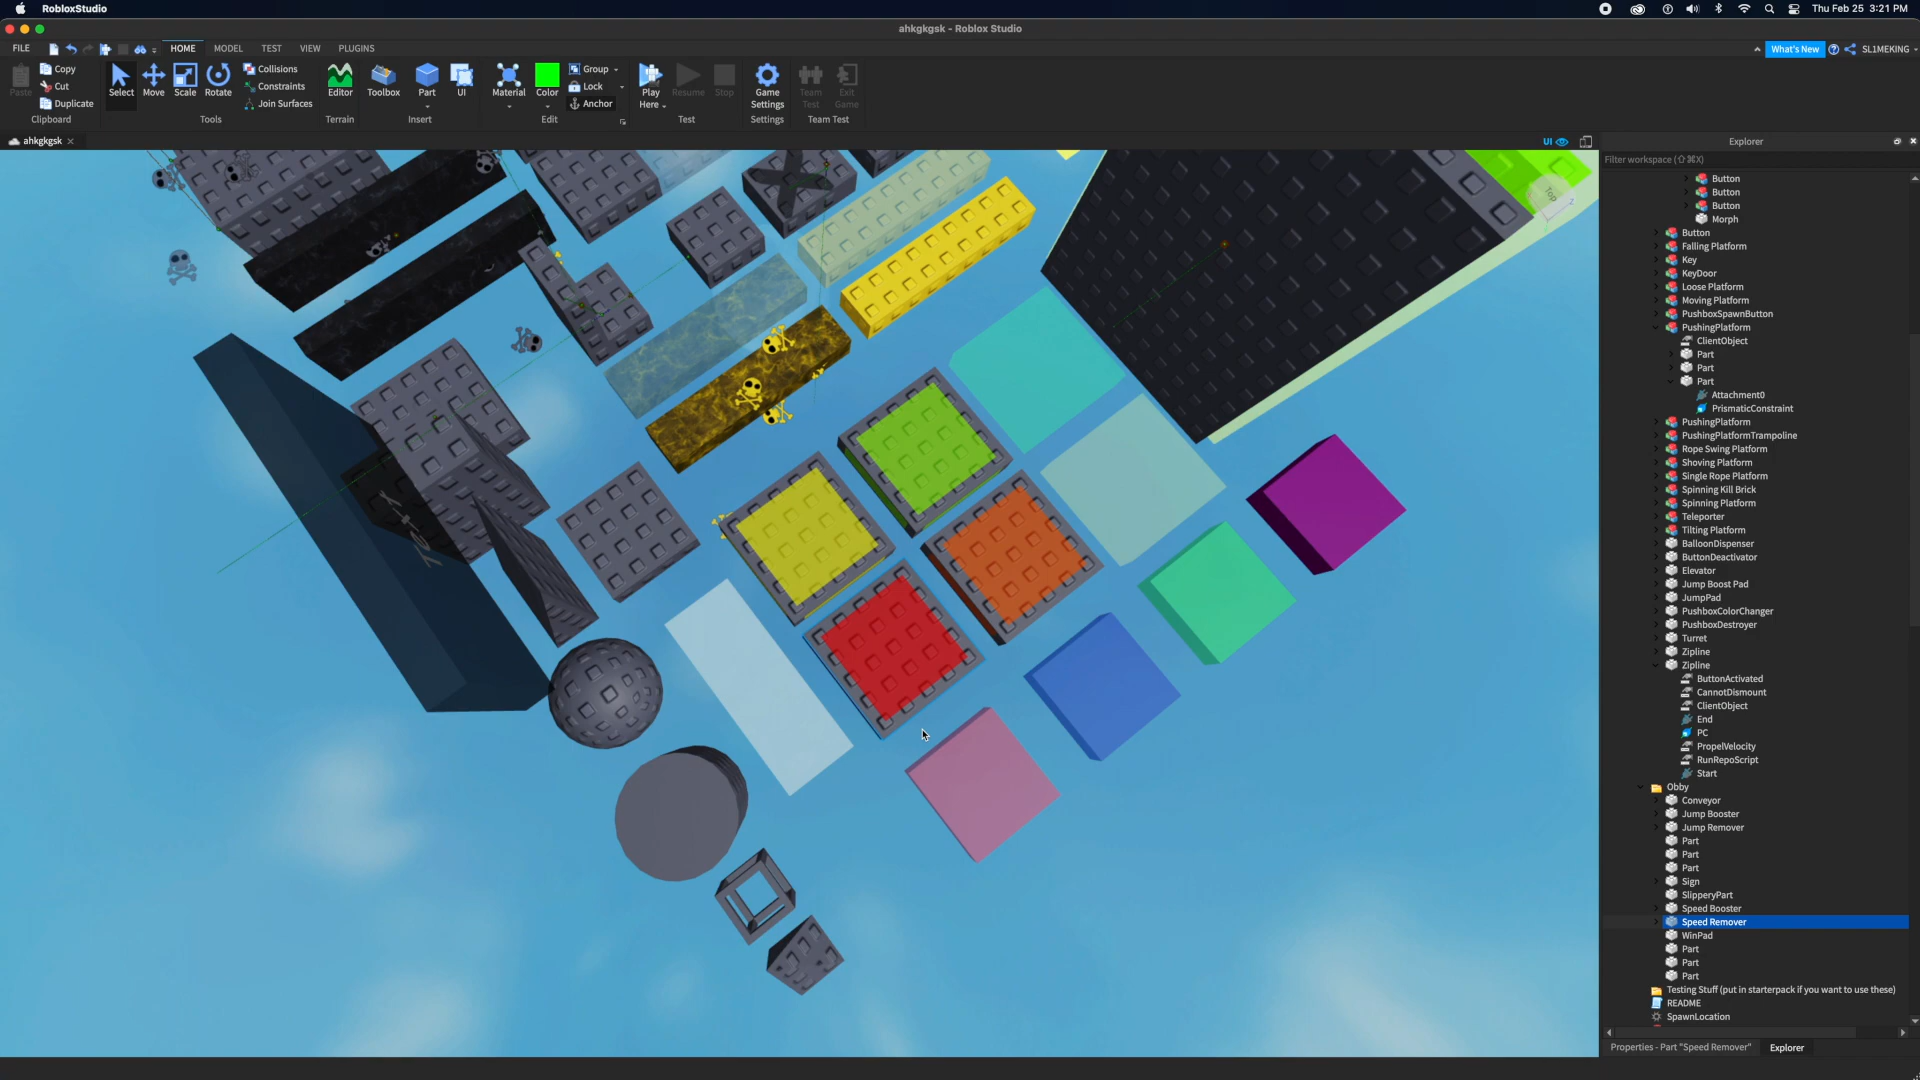 RobloxStudio
Thu Feb 25 3:21 PM
ahkgkgsk - Roblox Studio
FILE
HOME
MODEL
TEST
VIEW
PLUGINS
What's New
SL1MEKING
Paste
Copy
Cut
Duplicate
Clipboard
Select
Move
Scale
Rotate
Collisions
Constraints
Join Surfaces
Tools
Editor
Terrain
Toolbox
Part
UI
Insert
Material
Color
Group
Lock
Anchor
Edit
Play
Here
Resume
Stop
Test
Game
Settings
Settings
Team
Test
Exit
Game
Team Test
ahkgkgsk
UI
Top
Z
Explorer
Filter workspace (⇧⌘X)
Button
Button
Button
Morph
Button
Falling Platform
Key
KeyDoor
Loose Platform
Moving Platform
PushboxSpawnButton
PushingPlatform
ClientObject
Part
Part
Part
Attachment0
PrismaticConstraint
PushingPlatform
PushingPlatformTrampoline
Rope Swing Platform
Shoving Platform
Single Rope Platform
Spinning Kill Brick
Spinning Platform
Teleporter
Tilting Platform
BalloonDispenser
ButtonDeactivator
Elevator
Jump Boost Pad
JumpPad
PushboxColorChanger
PushboxDestroyer
Turret
Zipline
Zipline
ButtonActivated
CannotDismount
ClientObject
End
PC
PropelVelocity
RunRepoScript
Start
Obby
Conveyor
Jump Booster
Jump Remover
Part
Part
Part
Sign
SlipperyPart
Speed Booster
Speed Remover
WinPad
Part
Part
Part
Testing Stuff (put in starterpack if you want to use these)
README
SpawnLocation
Properties - Part "Speed Remover"
Explorer